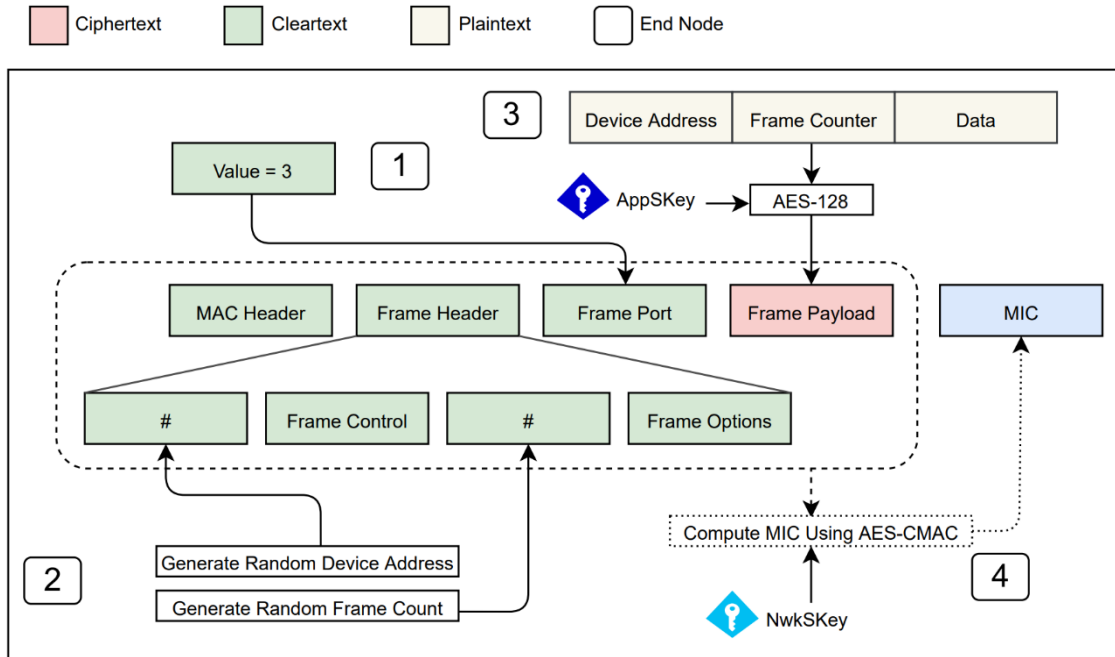 Ciphertext
Cleartext
Plaintext
End Node
3
Device Address
Frame Counter
Data
1
Value = 3
AppSKey
AES-128
MAC Header
Frame Header
Frame Port
Frame Payload
MIC
#
Frame Control
#
Frame Options
Compute MIC Using AES-CMAC
2
Generate Random Device Address
4
Generate Random Frame Count
NwkSKey